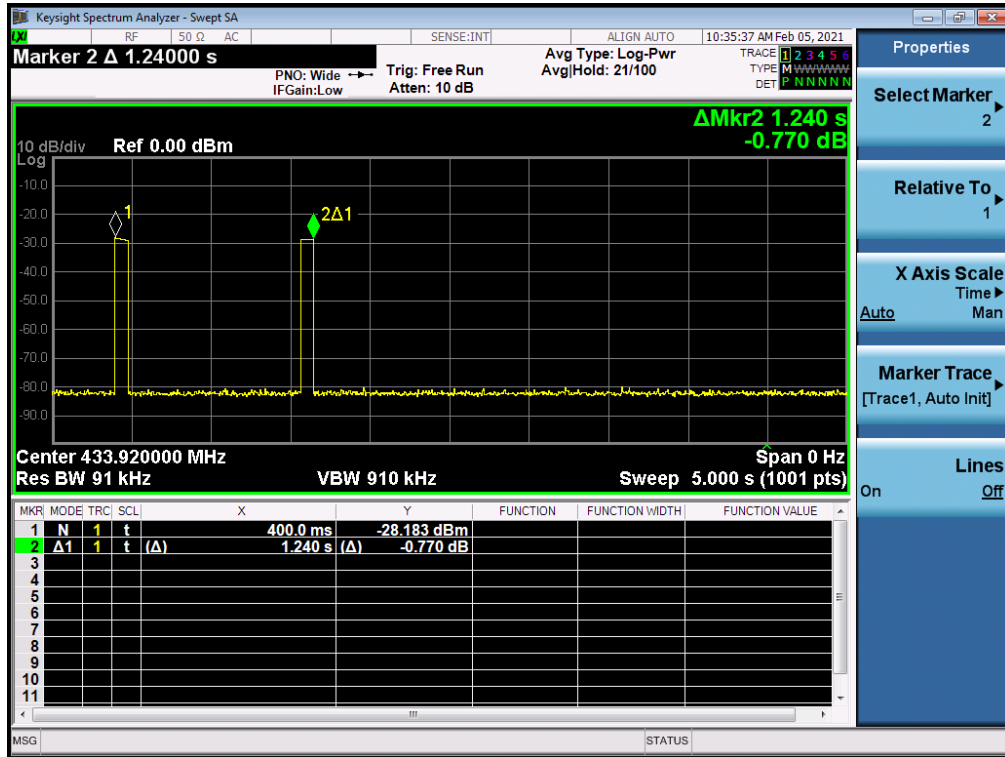 Keysight Spectrum Analyzer - Swept SA
LXI RF 50 Ω AC SENSE:INT ALIGN AUTO 10:35:37 AM Feb 05, 2021
Marker 2 Δ 1.24000 s
PNO: Wide
IFGain:Low
Trig: Free Run
Atten: 10 dB
Avg Type: Log-Pwr
Avg|Hold: 21/100
TRACE 1 2 3 4 5 6
TYPE M WWWWW
DET P N N N N N
ΔMkr2 1.240 s
-0.770 dB
10 dB/div Ref 0.00 dBm
Log
-10.0
-20.0
-30.0
-40.0
-50.0
-60.0
-70.0
-80.0
-90.0
1
2Δ1
Center 433.920000 MHz Span 0 Hz
Res BW 91 kHz VBW 910 kHz Sweep 5.000 s (1001 pts)
MKR MODE TRC SCL X Y FUNCTION FUNCTION WIDTH FUNCTION VALUE
1 N 1 t 400.0 ms -28.183 dBm
2 Δ1 1 t (Δ) 1.240 s (Δ) -0.770 dB
3
4
5
6
7
8
9
10
11
MSG STATUS
Properties
Select Marker
2
Relative To
1
X Axis Scale
Time
Auto Man
Marker Trace
[Trace1, Auto Init]
Lines
On Off